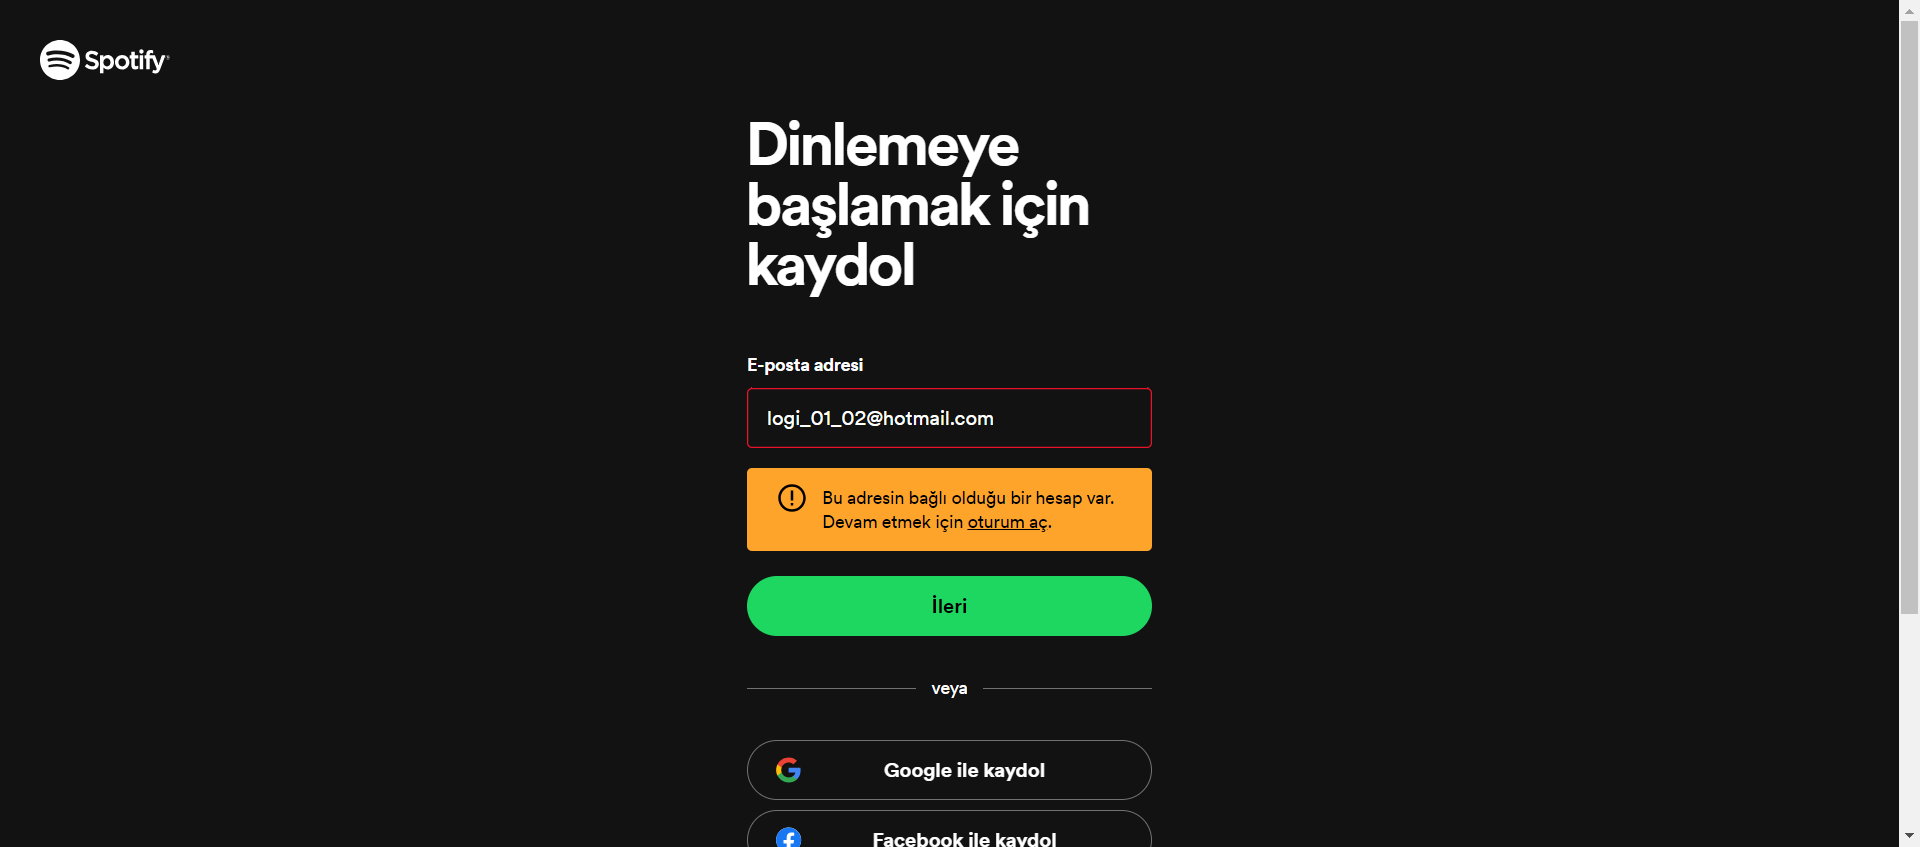 Spotify
Dinlemeye
başlamak için
kaydol
E-posta adresi
logi_01_02@hotmail.com
Bu adresin bağlı olduğu bir hesap var.
Devam etmek için oturum aç.
İleri
veya
Google ile kaydol
Facebook ile kaydol